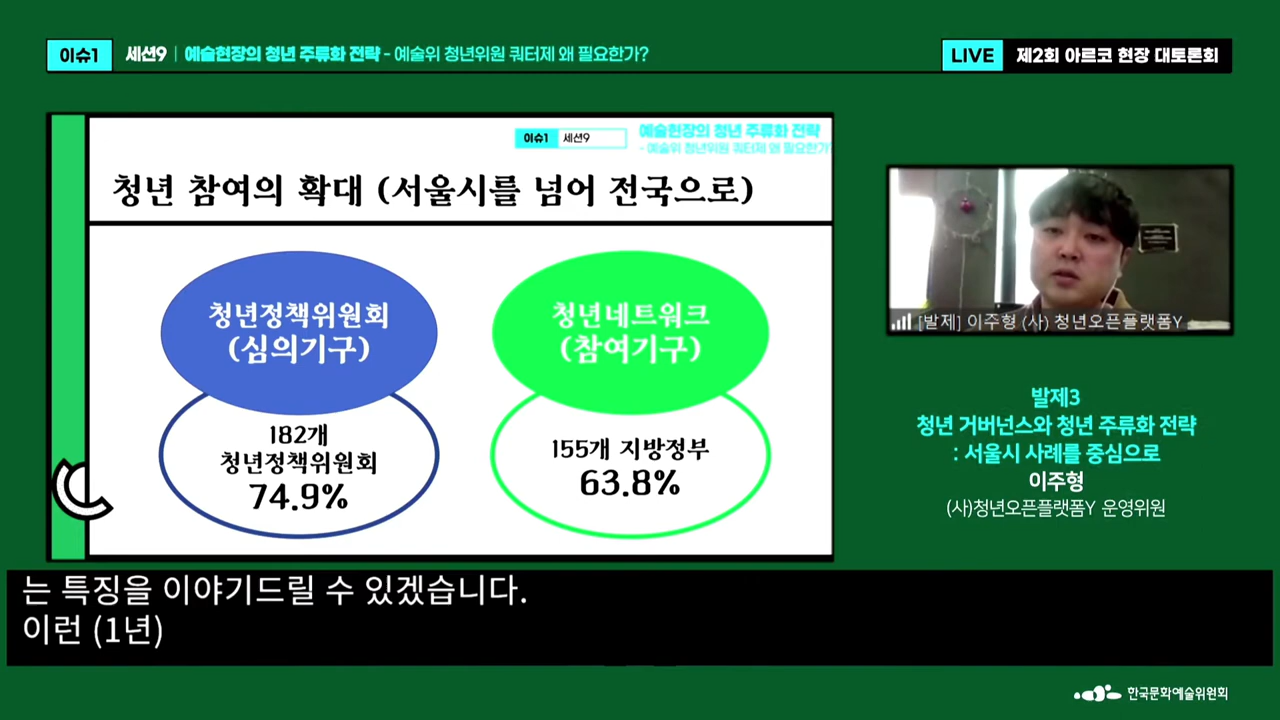 이슈1 세션9 | 예술현장의 청년 주류화 전략 - 예술위 청년위원 쿼터제 왜 필요한가?
LIVE 제2회 아르코 현장 대토론회
이슈1 세션9
예술현장의 청년 주류화 전략
- 예술위 청년위원 쿼터제 왜 필요한가
청년 참여의 확대 (서울시를 넘어 전국으로)
청년정책위원회
(심의기구)
182개
청년정책위원회
74.9%
청년네트워크
(참여기구)
155개 지방정부
63.8%
[발제] 이주형 (사) 청년오픈플랫폼Y
발제3
청년 거버넌스와 청년 주류화 전략
: 서울시 사례를 중심으로
이주형
(사)청년오픈플랫폼Y 운영위원
는 특징을 이야기드릴 수 있겠습니다.
이런 (1년)
한국문화예술위원회